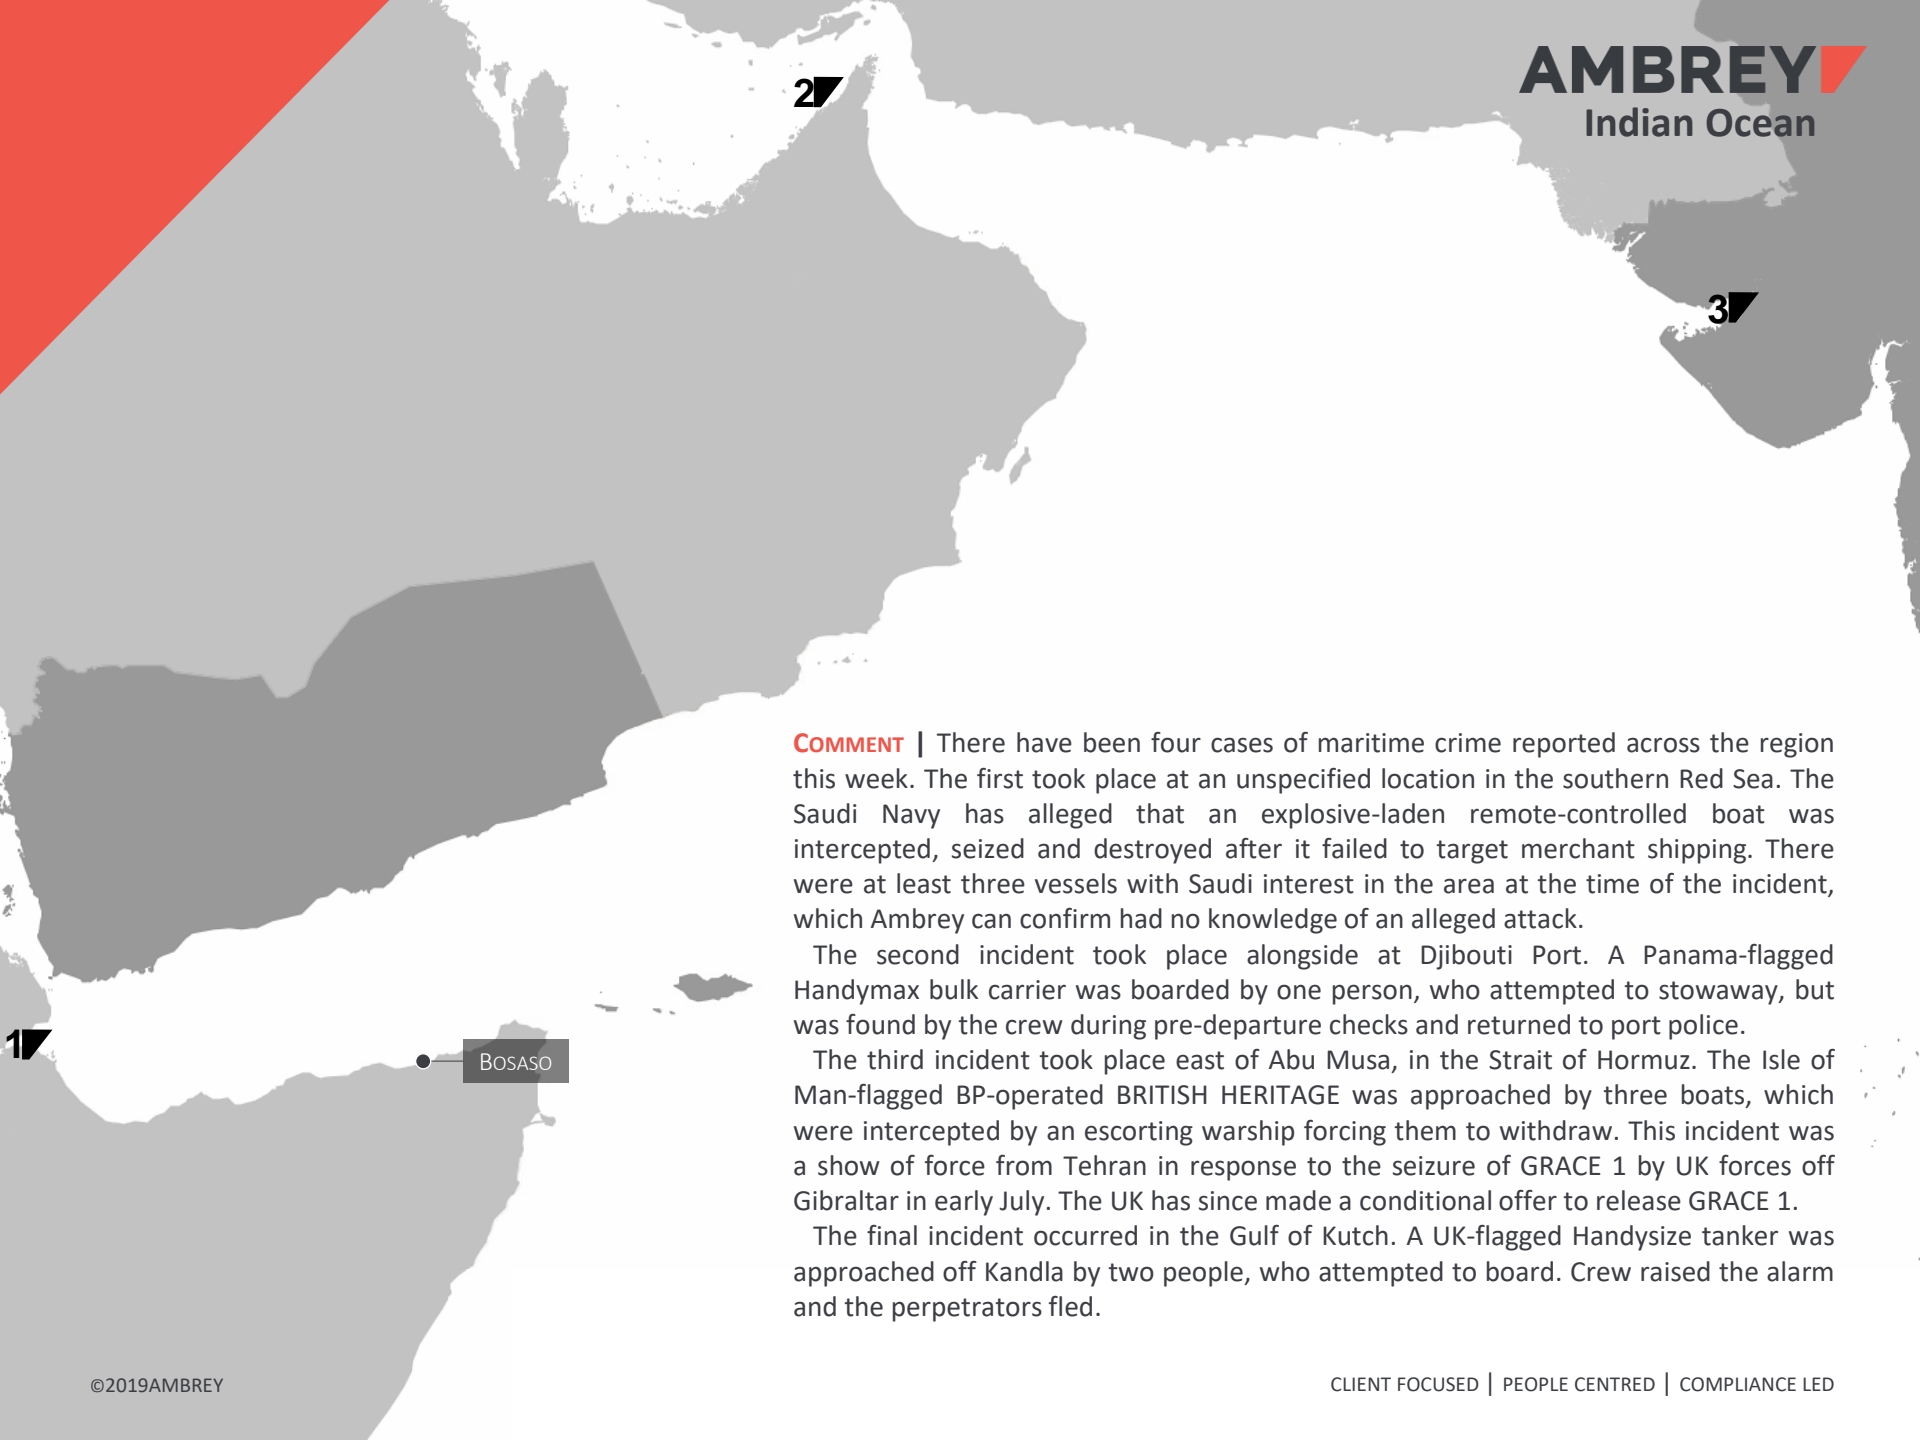 AMBREY
Indian Ocean
2
3
1
BOSASO
COMMENT | There have been four cases of maritime crime reported across the region
this week. The first took place at an unspecified location in the southern Red Sea. The
Saudi Navy has alleged that an explosive-laden remote-controlled boat was
intercepted, seized and destroyed after it failed to target merchant shipping. There
were at least three vessels with Saudi interest in the area at the time of the incident,
which Ambrey can confirm had no knowledge of an alleged attack.
The second incident took place alongside at Djibouti Port. A Panama-flagged
Handymax bulk carrier was boarded by one person, who attempted to stowaway, but
was found by the crew during pre-departure checks and returned to port police.
The third incident took place east of Abu Musa, in the Strait of Hormuz. The Isle of
Man-flagged BP-operated BRITISH HERITAGE was approached by three boats, which
were intercepted by an escorting warship forcing them to withdraw. This incident was
a show of force from Tehran in response to the seizure of GRACE 1 by UK forces off
Gibraltar in early July. The UK has since made a conditional offer to release GRACE 1.
The final incident occurred in the Gulf of Kutch. A UK-flagged Handysize tanker was
approached off Kandla by two people, who attempted to board. Crew raised the alarm
and the perpetrators fled.
©2019AMBREY
CLIENT FOCUSED | PEOPLE CENTRED | COMPLIANCE LED